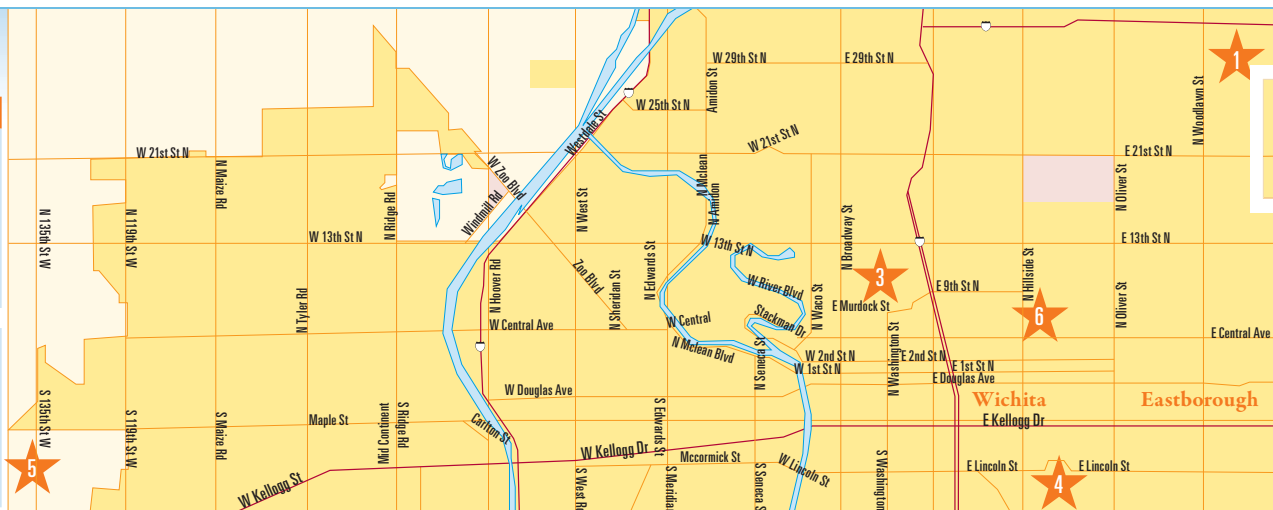 W 29th St N
E 29th St N
1
Amidon St
W 25th St N
N Woodlawn St
Westdale St
W 21st St N
W 21st St N
E 21st St N
N Maize Rd
W Zoo Blvd
N Mclean
N Oliver St
N Ridge Rd
Windmill Rd
N West St
N Amidon
N 135th St W
N 119th St W
N Broadway St
W 13th St N
W 13th St N
E 13th St N
N Edwards St
N Hillside St
N Hoover Rd
Zoo Blvd
N Sheridan St
3
W River Blvd
E 9th St N
N Tyler Rd
N Waco St
E Murdock St
N Oliver St
6
W Central Ave
W Central
Stackman Dr
E Central Ave
N Mclean Blvd
N Seneca St
W 2nd St N
E 2nd St N
W 1st St N
E 1st St N
N Washington St
E Douglas Ave
W Douglas Ave
Wichita
Eastborough
S 135th St W
S 119th St W
S Maize Rd
Maple St
Mid Continent
S Ridge Rd
Carlton St
S Edwards St
E Kellogg Dr
W Kellogg Dr
Mccormick St
5
W Lincoln St
E Lincoln St
E Lincoln St
4
W Kellogg St
S West Rd
S Meridia
S Seneca S
S Washington